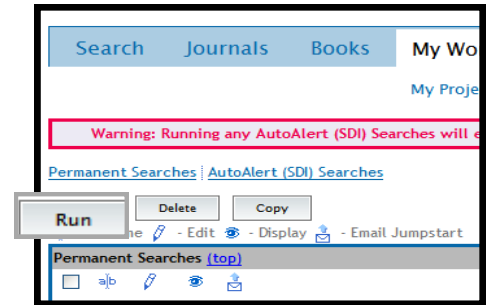 Search Journals Books My Wo
My Proje
Warning: Running any AutoAlert (SDI) Searches will e
Permanent Searches | AutoAlert (SDI) Searches
Run Delete Copy
me - Edit - Display - Email Jumpstart
Permanent Searches (top)
a|b